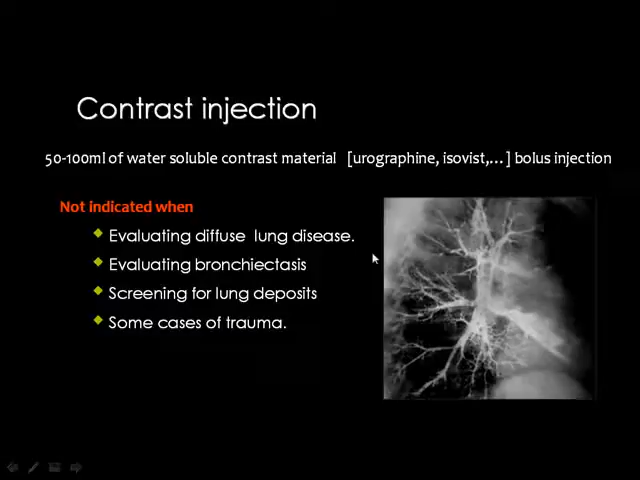 Contrast injection
50-100ml of water soluble contrast material [urographine, isovist,...] bolus injection
Not indicated when
Evaluating diffuse lung disease.
Evaluating bronchiectasis
Screening for lung deposits
Some cases of trauma.